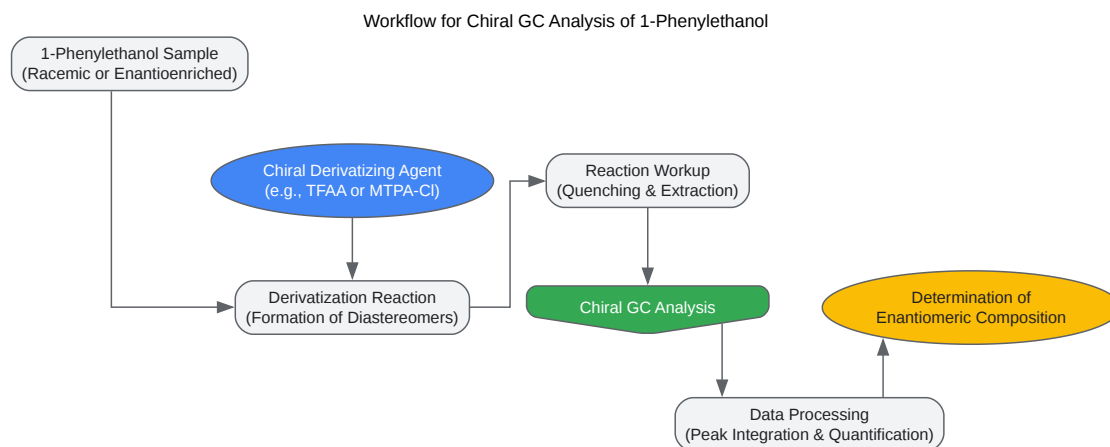 Workflow for Chiral GC Analysis of 1-Phenylethanol
1-Phenylethanol Sample
(Racemic or Enantioenriched)
Chiral Derivatizing Agent
(e.g., TFAA or MTPA-Cl)
Reaction Workup
(Quenching & Extraction)
Derivatization Reaction
(Formation of Diastereomers)
Chiral GC Analysis
Determination of
Enantiomeric Composition
Data Processing
(Peak Integration & Quantification)